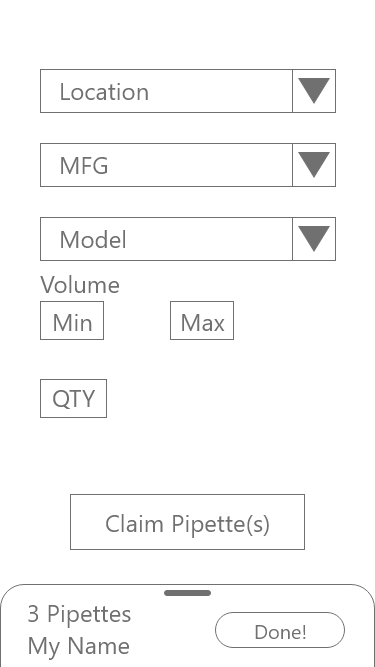 Location
MFG
Model
Volume
Min Max
QTY
Claim Pipette(s)
3 Pipettes
My Name
Done!